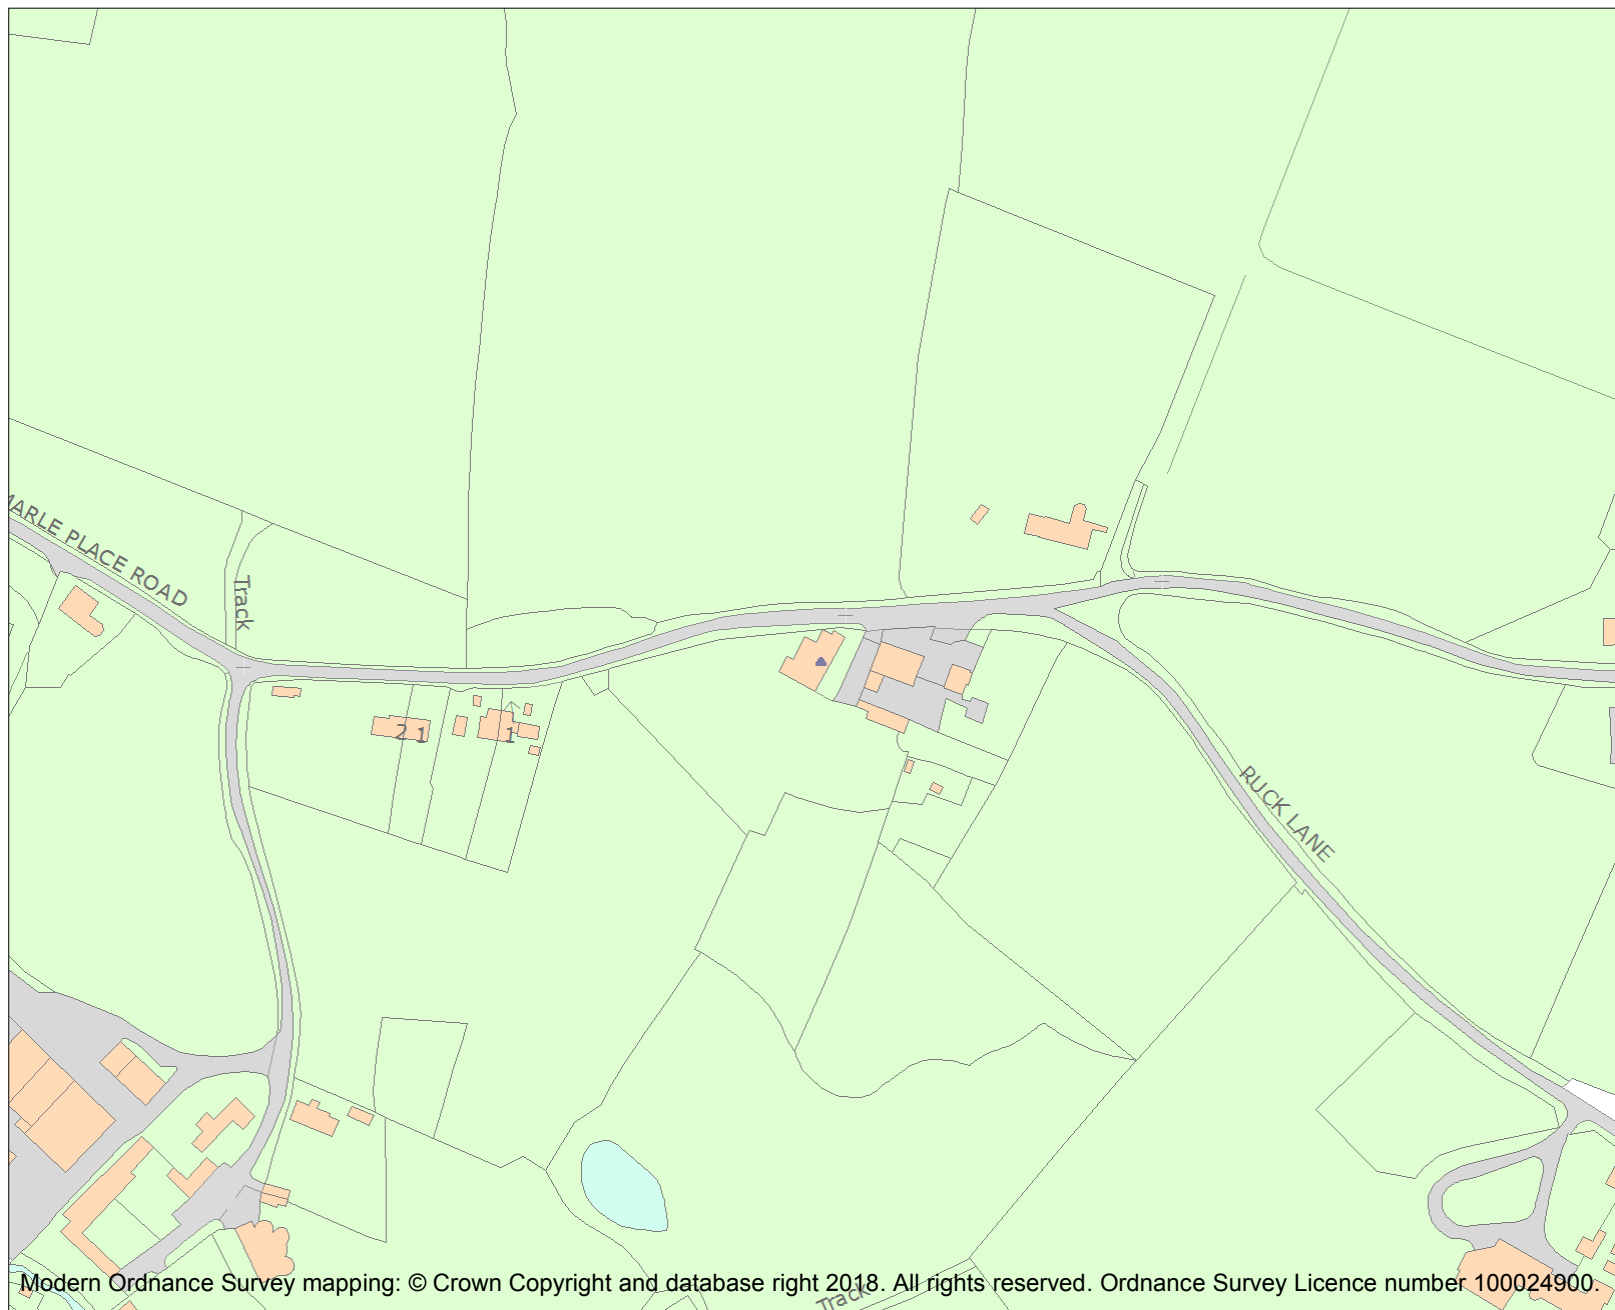 MARLE PLACE ROAD
Track
2 1
1
RUCK LANE
Modern Ordnance Survey mapping: © Crown Copyright and database right 2018. All rights reserved. Ordnance Survey Licence number 100024900.
Track